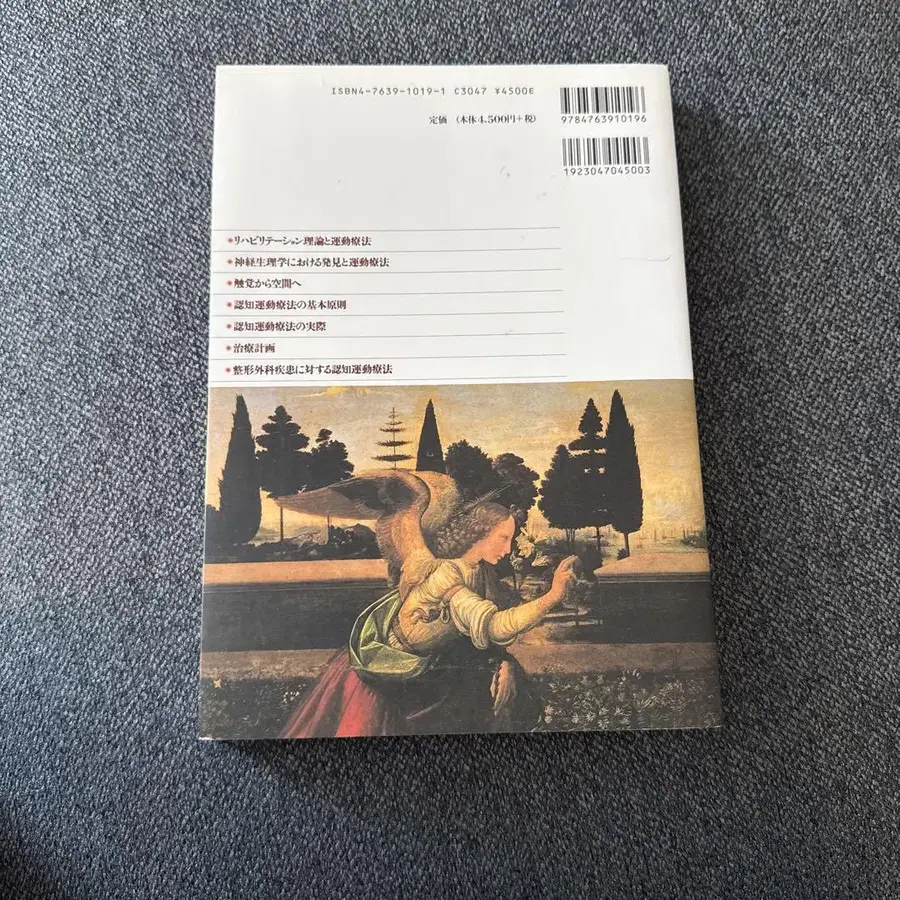 ISBN4-7639-1019-1 C3047 ¥4500E
定価 (本体4,500円+税)
9784763910196
1923047045003
*リハビリテーション理論と運動療法
*神経生理学における発見と運動療法
*触覚から空間へ
*認知運動療法の基本原則
*認知運動療法の実際
*治療計画
*整形外科疾患に対する認知運動療法